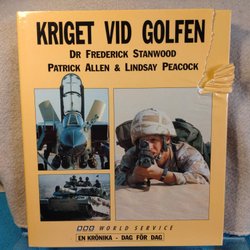 KRIGET VID GOLFEN
DR FREDERICK STANWOOD
PATRICK ALLEN & LINDSAY PEACOCK
BBC WORLD SERVICE
EN KRÖNIKA - DAG FÖR DAG